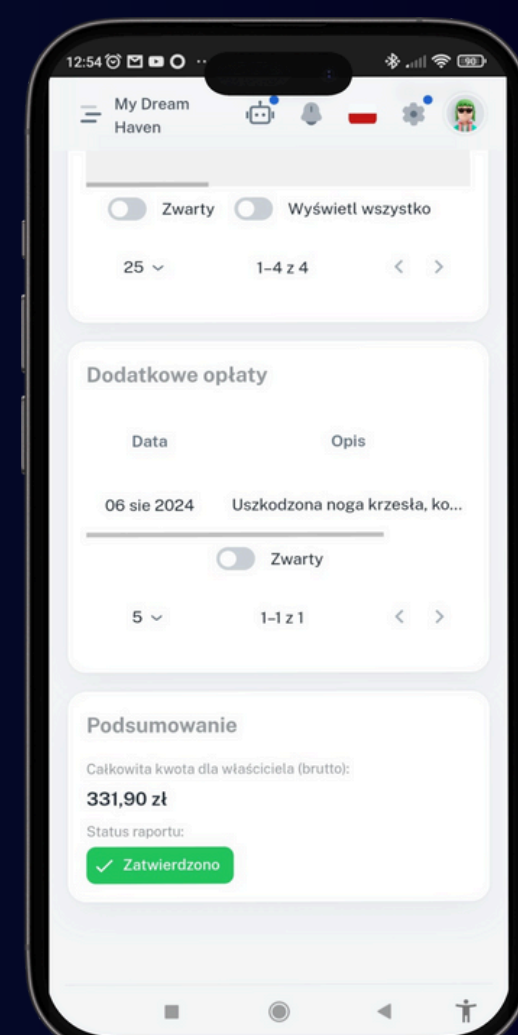 12:54
90
My Dream
Haven
Zwarty
Wyświetl wszystko
25
1–4 z 4
Dodatkowe opłaty
Data
Opis
06 sie 2024
Uszkodzona noga krzesła, ko...
Zwarty
5
1–1 z 1
Podsumowanie
Całkowita kwota dla właściciela (brutto):
331,90 zł
Status raportu:
Zatwierdzono